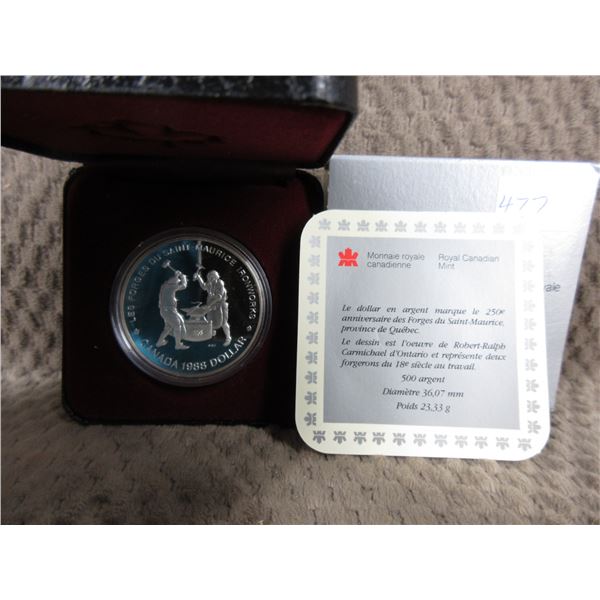 LES FORGES DU SAINT-MAURICE IRONWORKS
CANADA 1988 DOLLAR
477
Monnaie royale
canadienne
Royal Canadian
Mint
Le dollar en argent marque le 250e
anniversaire des Forges du Saint-Maurice,
province de Québec.
Le dessin est l'oeuvre de Robert-Ralph
Carmichael d'Ontario et représente deux
forgerons du 18e siècle au travail.
500 argent
Diamètre 36,07 mm
Poids 23,33 g